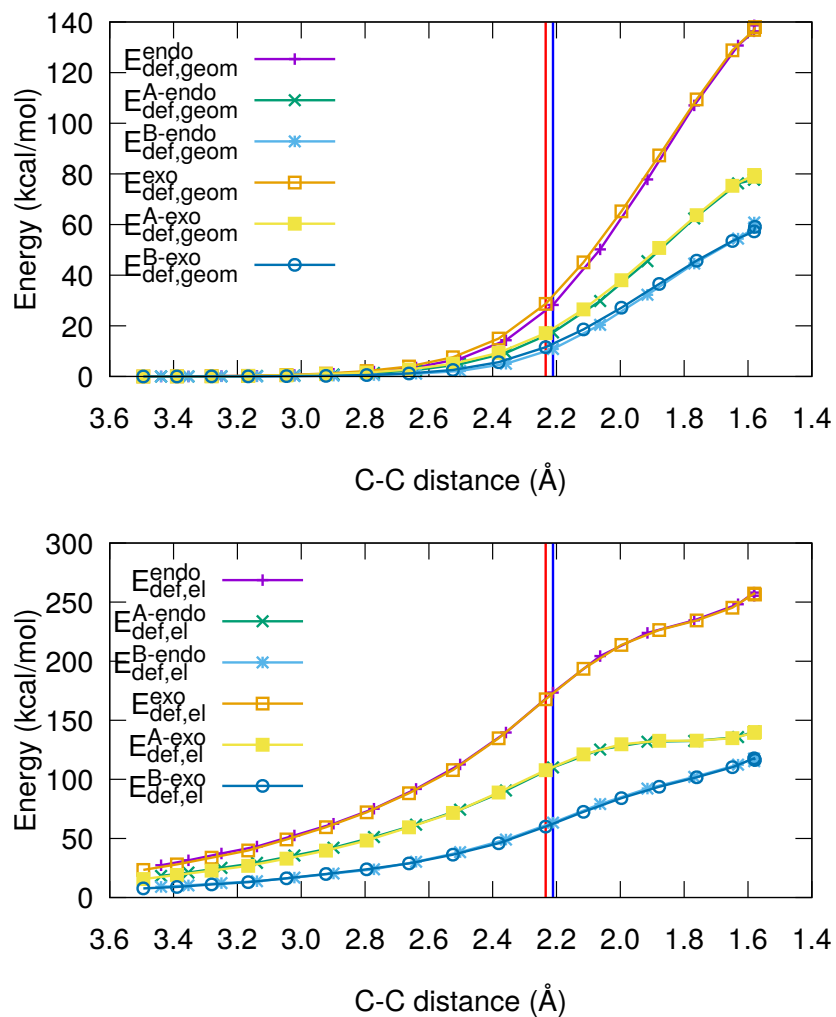 140
120
100
80
60
40
20
0
Energy (kcal/mol)
E^endo_def,geom
E^A-endo_def,geom
E^B-endo_def,geom
E^exo_def,geom
E^A-exo_def,geom
E^B-exo_def,geom
3.6 3.4 3.2 3.0 2.8 2.6 2.4 2.2 2.0 1.8 1.6 1.4
C-C distance (Å)
300
250
200
150
100
50
0
Energy (kcal/mol)
E^endo_def,el
E^A-endo_def,el
E^B-endo_def,el
E^exo_def,el
E^A-exo_def,el
E^B-exo_def,el
3.6 3.4 3.2 3.0 2.8 2.6 2.4 2.2 2.0 1.8 1.6 1.4
C-C distance (Å)